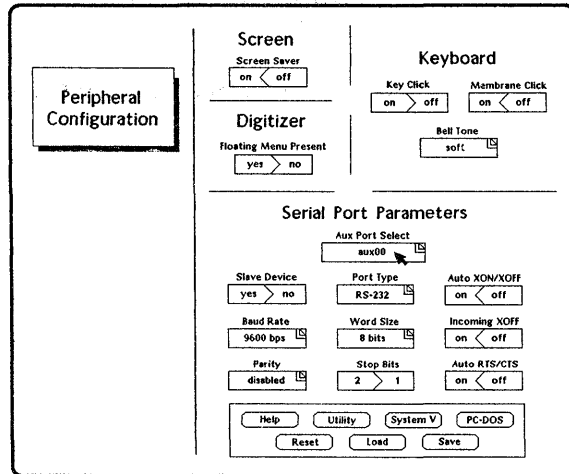 Peripheral
Configuration
Screen
Screen Saver
on off
Digitizer
Floating Menu Present
yes no
Keyboard
Key Click
on off
Membrane Click
on off
Bell Tone
soft
Serial Port Parameters
Aux Port Select
aux00
Slave Device
yes no
Port Type
RS-232
Auto XON/XOFF
on off
Baud Rate
9600 bps
Word Size
8 bits
Incoming XOFF
on off
Parity
disabled
Stop Bits
2 1
Auto RTS/CTS
on off
Help Utility System V PC-DOS
Reset Load Save